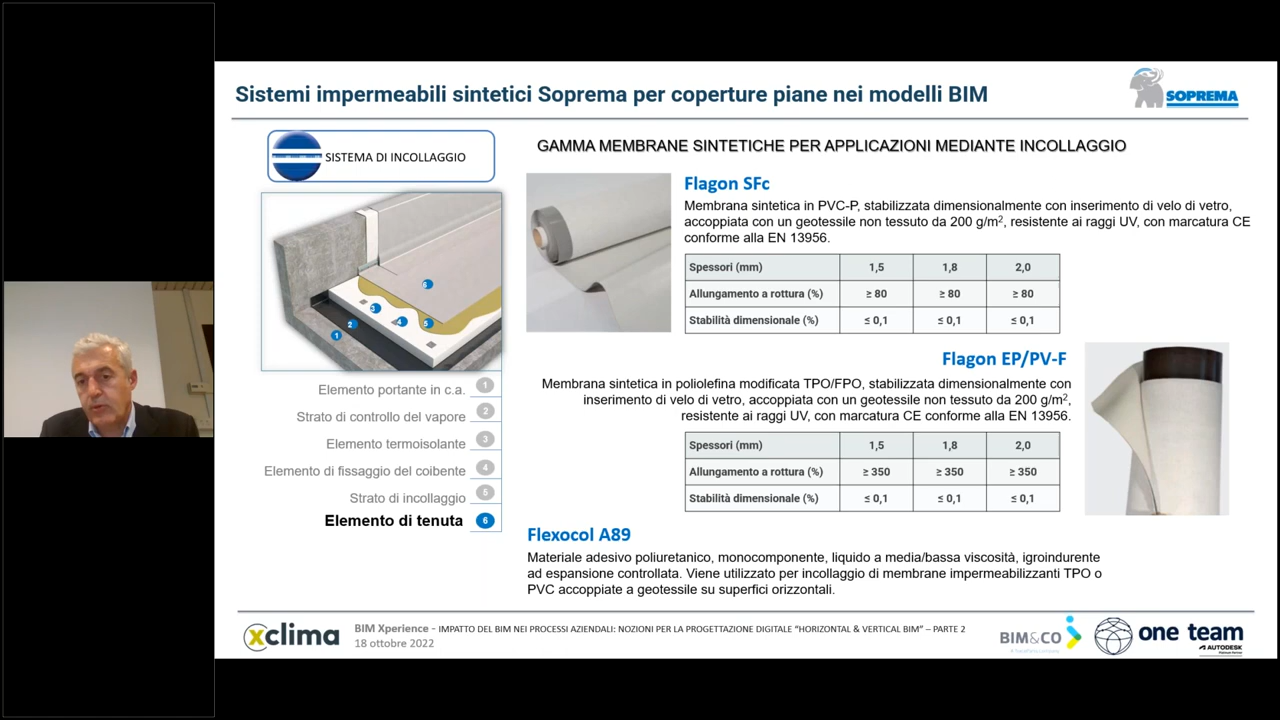 Sistemi impermeabili sintetici Soprema per coperture piane nei modelli BIM
SOPREMA
SISTEMA DI INCOLLAGGIO
1
2
3
4
5
6
Elemento portante in c.a. 1
Strato di controllo del vapore 2
Elemento termoisolante 3
Elemento di fissaggio del coibente 4
Strato di incollaggio 5
Elemento di tenuta 6
GAMMA MEMBRANE SINTETICHE PER APPLICAZIONI MEDIANTE INCOLLAGGIO
Flagon SFc
Membrana sintetica in PVC-P, stabilizzata dimensionalmente con inserimento di velo di vetro,
accoppiata con un geotessile non tessuto da 200 g/m², resistente ai raggi UV, con marcatura CE
conforme alla EN 13956.
Spessori (mm) 1,5 1,8 2,0
Allungamento a rottura (%) ≥ 80 ≥ 80 ≥ 80
Stabilità dimensionale (%) ≤ 0,1 ≤ 0,1 ≤ 0,1
Flagon EP/PV-F
Membrana sintetica in poliolefina modificata TPO/FPO, stabilizzata dimensionalmente con
inserimento di velo di vetro, accoppiata con un geotessile non tessuto da 200 g/m²,
resistente ai raggi UV, con marcatura CE conforme alla EN 13956.
Spessori (mm) 1,5 1,8 2,0
Allungamento a rottura (%) ≥ 350 ≥ 350 ≥ 350
Stabilità dimensionale (%) ≤ 0,1 ≤ 0,1 ≤ 0,1
Flexocol A89
Materiale adesivo poliuretanico, monocomponente, liquido a media/bassa viscosità, igroindurente
ad espansione controllata. Viene utilizzato per incollaggio di membrane impermeabilizzanti TPO o
PVC accoppiate a geotessile su superfici orizzontali.
xclima
BIM Xperience - IMPATTO DEL BIM NEI PROCESSI AZIENDALI: NOZIONI PER LA PROGETTAZIONE DIGITALE “HORIZONTAL & VERTICAL BIM” – PARTE 2
18 ottobre 2022
BIM&CO
one team
AUTODESK